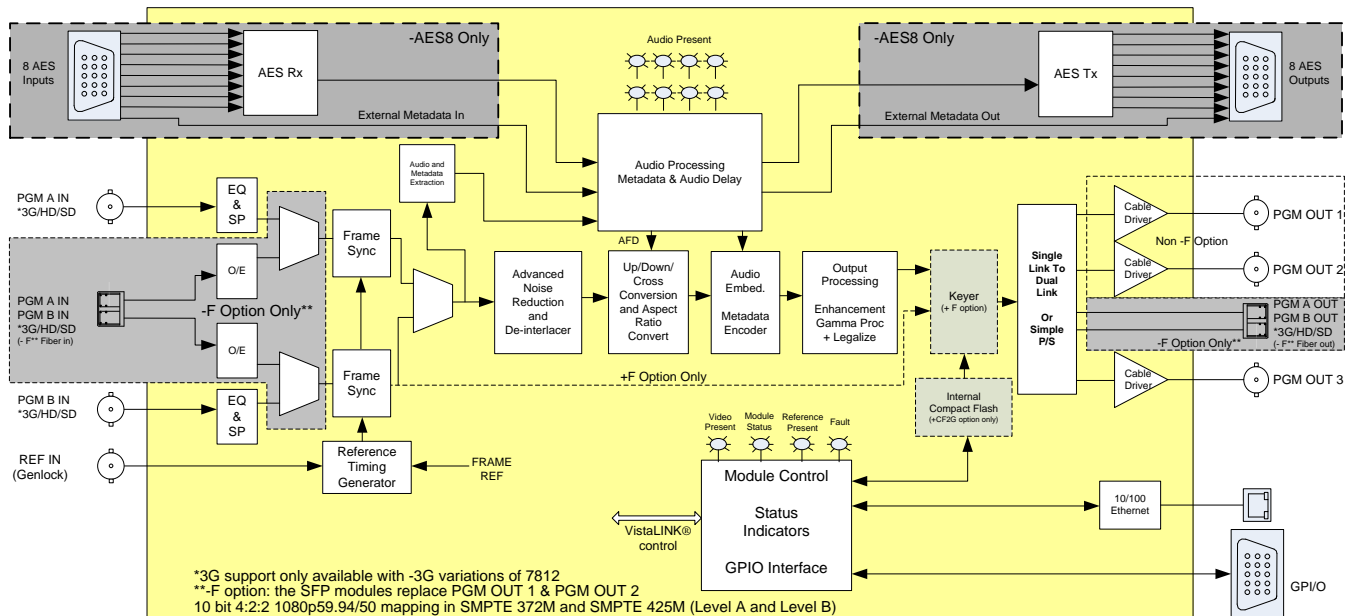 -AES8 Only
8 AES
Inputs
AES Rx
External Metadata In
Audio Present
-AES8 Only
AES Tx
8 AES
Outputs
External Metadata Out
Audio Processing
Metadata & Audio Delay
Audio and
Metadata
Extraction
PGM A IN
*3G/HD/SD
EQ
&
SP
Frame
Sync
O/E
PGM A IN
PGM B IN
*3G/HD/SD
(- F** Fiber in)
-F Option Only**
O/E
Frame
Sync
PGM B IN
*3G/HD/SD
EQ
&
SP
REF IN
(Genlock)
Reference
Timing
Generator
FRAME
REF
Advanced
Noise
Reduction
and
De-interlacer
AFD
Up/Down/
Cross
Conversion
and Aspect
Ratio
Convert
Audio
Embed.
Metadata
Encoder
Output
Processing
Enhancement
Gamma Proc
+ Legalize
+F Option Only
Keyer
(+ F option)
Internal
Compact Flash
(+CF2G option only)
Single
Link To
Dual
Link
Or
Simple
P/S
Cable
Driver
PGM OUT 1
Non -F Option
Cable
Driver
PGM OUT 2
PGM A OUT
PGM B OUT
*3G/HD/SD
(- F** Fiber out)
-F Option Only**
Cable
Driver
PGM OUT 3
Video
Present
Module
Status
Reference
Present
Fault
Module Control
Status
Indicators
GPIO Interface
VistaLINK®
control
10/100
Ethernet
GPI/O
*3G support only available with -3G variations of 7812
**-F option: the SFP modules replace PGM OUT 1 & PGM OUT 2
10 bit 4:2:2 1080p59.94/50 mapping in SMPTE 372M and SMPTE 425M (Level A and Level B)